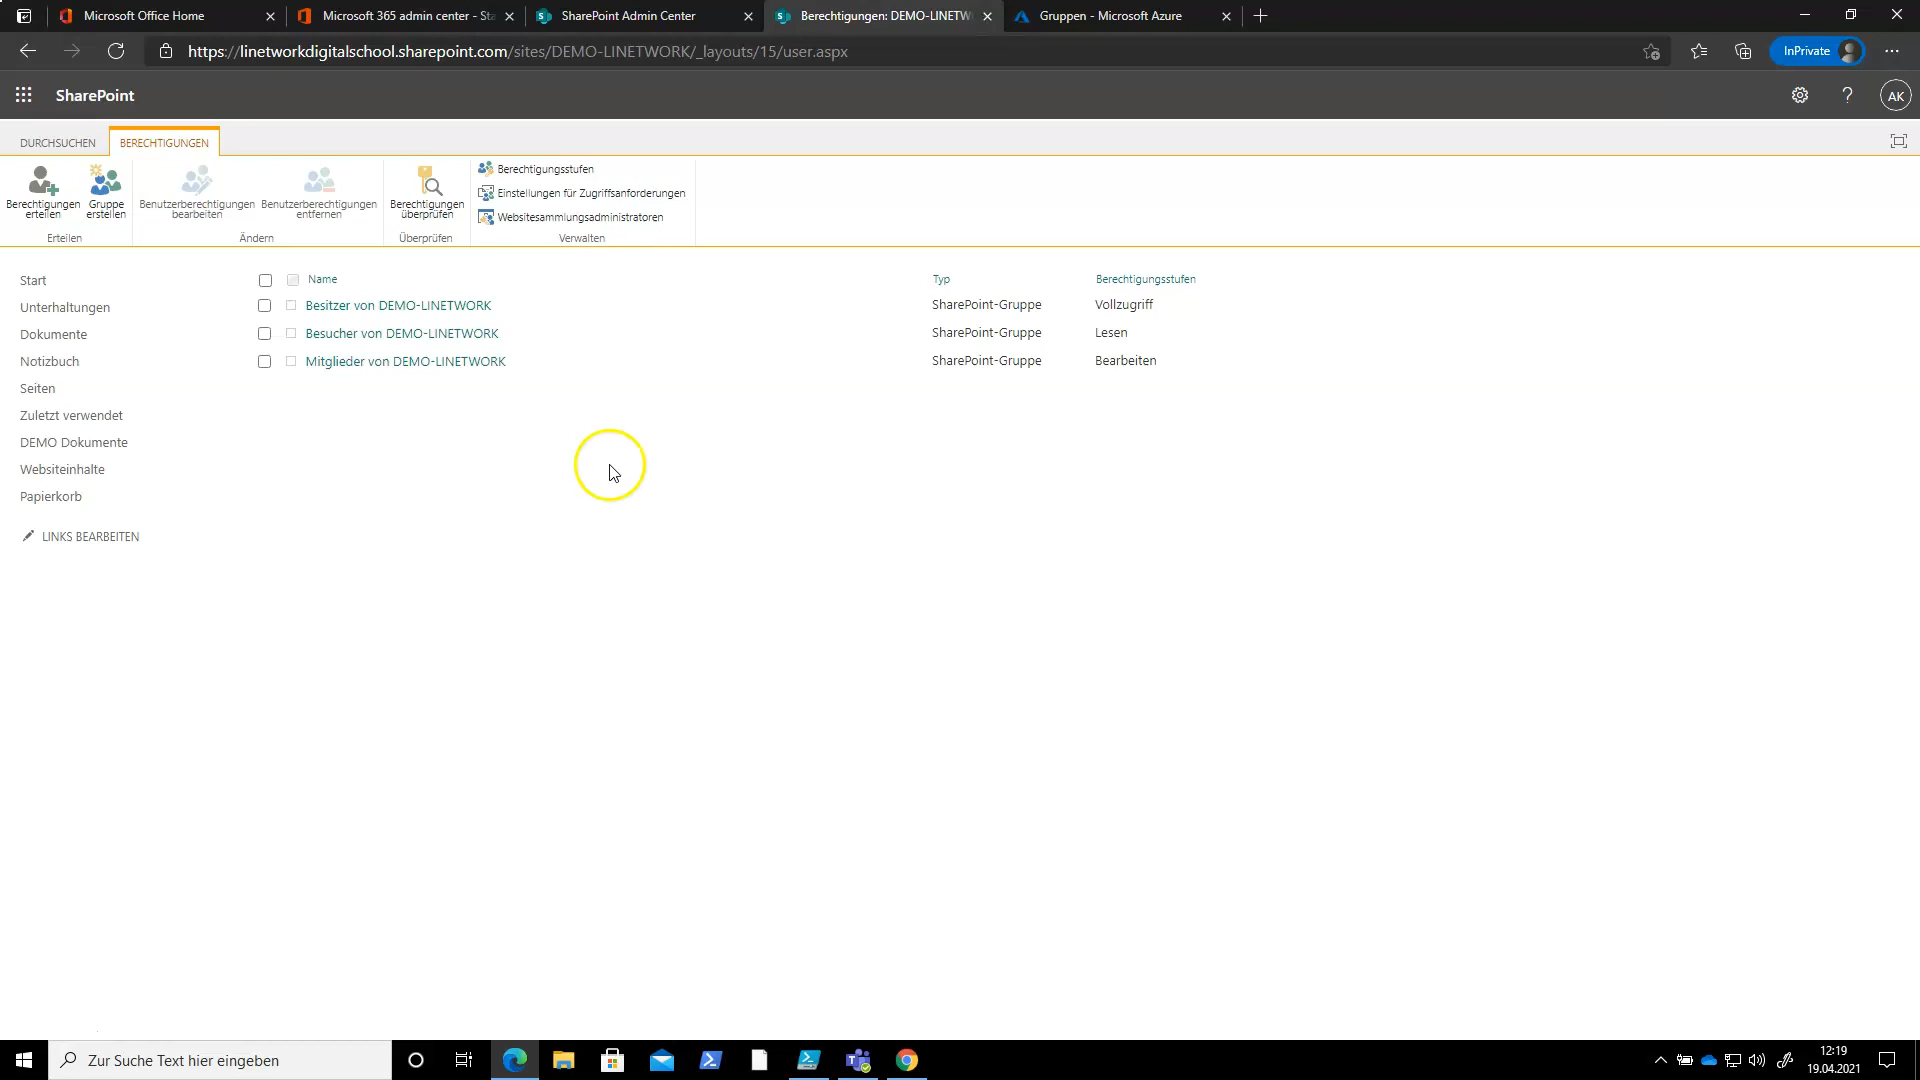 Microsoft Office Home
Microsoft 365 admin center - Sta
SharePoint Admin Center
Berechtigungen: DEMO-LINETW
Gruppen - Microsoft Azure
https://linetworkdigitalschool.sharepoint.com/sites/DEMO-LINETWORK/_layouts/15/user.aspx
InPrivate
SharePoint
AK
DURCHSUCHEN
BERECHTIGUNGEN
Berechtigungen
erteilen
Gruppe
erstellen
Erteilen
Benutzerberechtigungen
bearbeiten
Benutzerberechtigungen
entfernen
Ändern
Berechtigungen
überprüfen
Überprüfen
Berechtigungsstufen
Einstellungen für Zugriffsanforderungen
Websitesammlungsadministratoren
Verwalten
Start
Unterhaltungen
Dokumente
Notizbuch
Seiten
Zuletzt verwendet
DEMO Dokumente
Websiteinhalte
Papierkorb
LINKS BEARBEITEN
Name Typ Berechtigungsstufen
Besitzer von DEMO-LINETWORK SharePoint-Gruppe Vollzugriff
Besucher von DEMO-LINETWORK SharePoint-Gruppe Lesen
Mitglieder von DEMO-LINETWORK SharePoint-Gruppe Bearbeiten
Zur Suche Text hier eingeben
12:19
19.04.2021